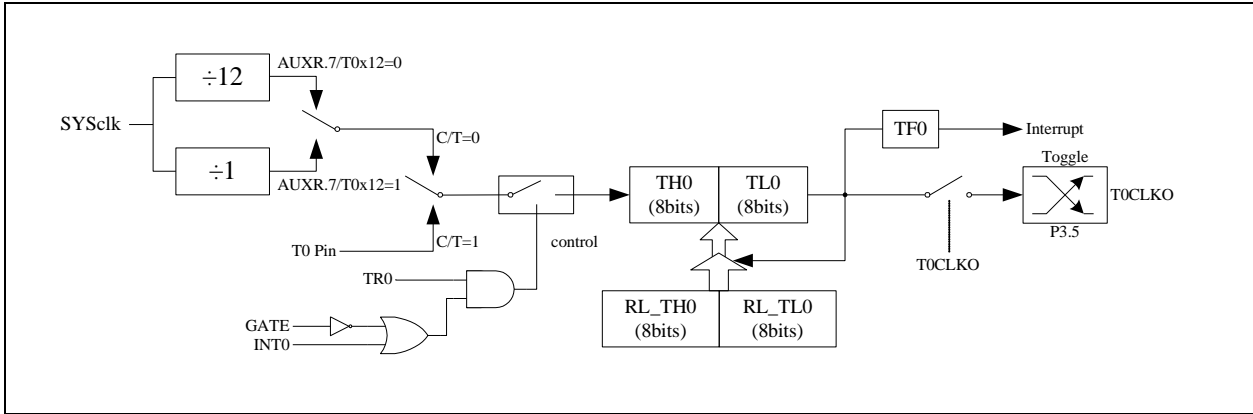 AUXR.7/T0x12=0
÷12
SYSclk
÷1
AUXR.7/T0x12=1
C/T=0
C/T=1
T0 Pin
control
TR0
GATE
INT0
TH0
(8bits)
TL0
(8bits)
RL_TH0
(8bits)
RL_TL0
(8bits)
TF0
Interrupt
Toggle
T0CLKO
P3.5
T0CLKO